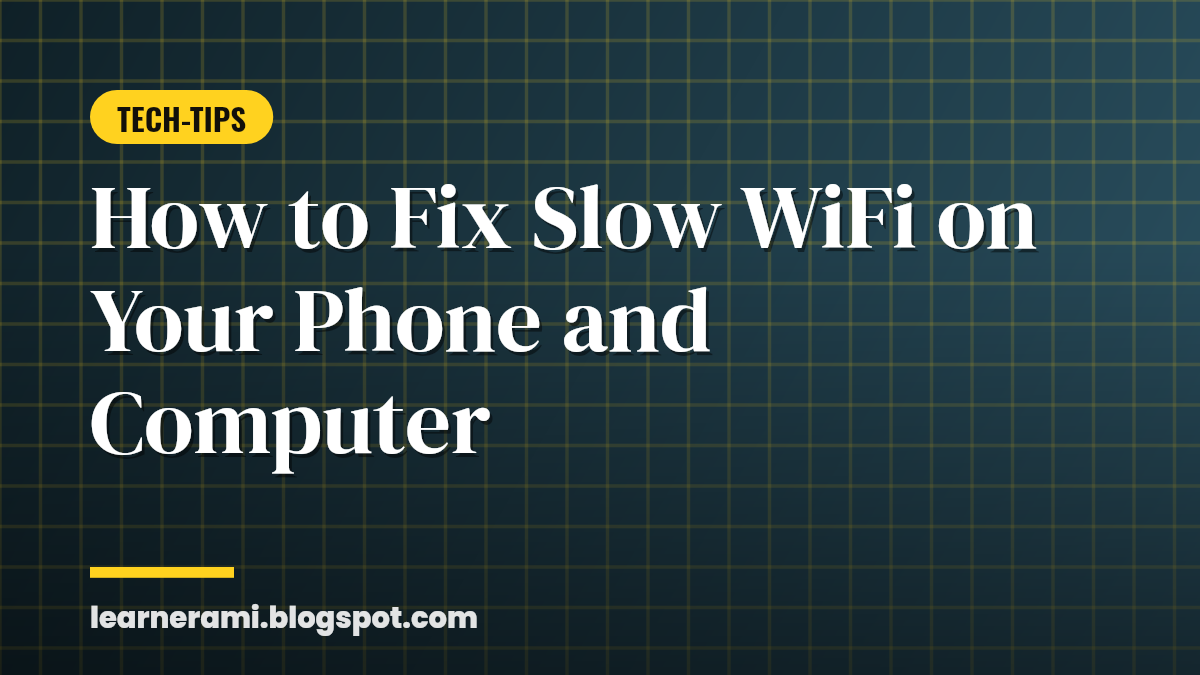 TECH-TIPS
How to Fix Slow WiFi on
Your Phone and
Computer
learnerami.blogspot.com